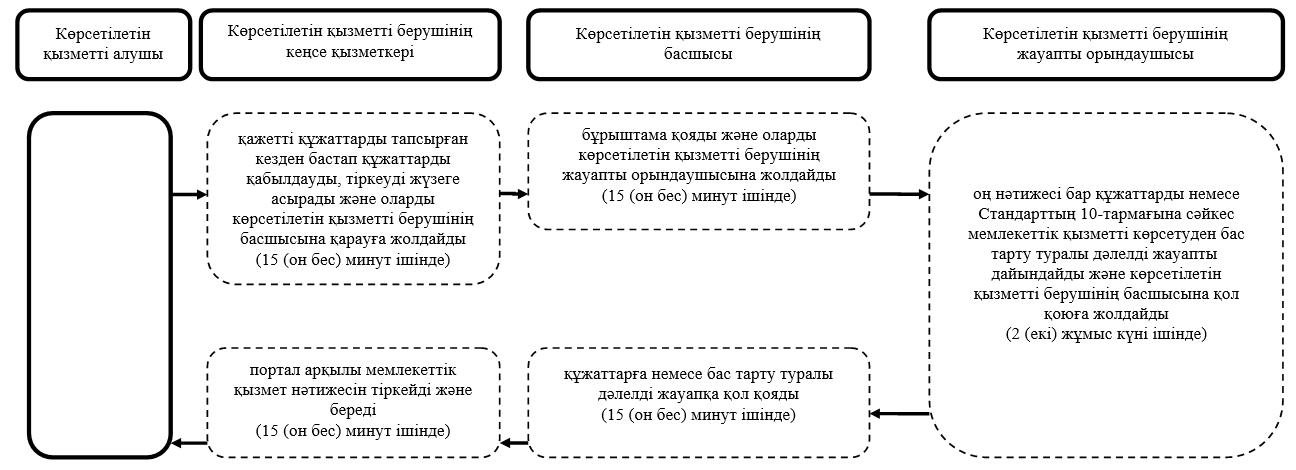 Көрсетілетін
қызметті алушы
Көрсетілетін қызметті берушінің
кеңсе қызметкері
Көрсетілетін қызметті берушінің
басшысы
Көрсетілетін қызметті берушінің
жауапты орындаушысы
қажетті құжаттарды тапсырған
кезден бастап құжаттарды
қабылдауды, тіркеуді жүзеге
асырады және оларды
көрсетілетін қызметті берушінің
басшысына қарауға жолдайды
(15 (он бес) минут ішінде)
бұрыштама қояды және оларды
көрсетілетін қызметті берушінің
жауапты орындаушысына жолдайды
(15 (он бес) минут ішінде)
оң нәтижесі бар құжаттарды немесе
Стандарттың 10-тармағына сәйкес
мемлекеттік қызметті көрсетуден бас
тарту туралы дәлелді жауапты
дайындайды және көрсетілетін
қызметті берушінің басшысына қол
қоюға жолдайды
(2 (екі) жұмыс күні ішінде)
құжаттарға немесе бас тарту туралы
дәлелді жауапқа қол қояды
(15 (он бес) минут ішінде)
портал арқылы мемлекеттік
қызмет нәтижесін тіркейді және
береді
(15 (он бес) минут ішінде)